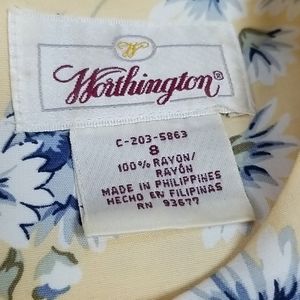 W
Worthington®
C-203-5863
8
100% RAYON/
RAYÓN
MADE IN PHILIPPINES
HECHO EN FILIPINAS
RN 93677